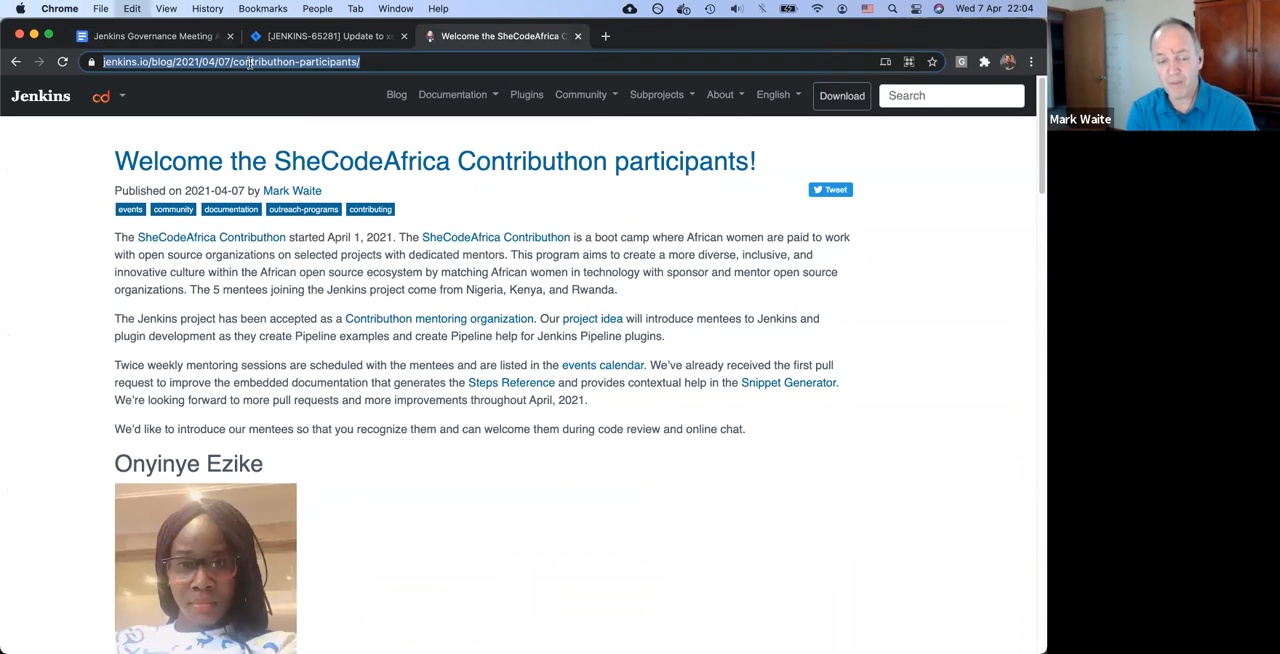 Chrome File Edit View History Bookmarks People Tab Window Help Wed 7 Apr 22:04
Jenkins Governance Meeting A [JENKINS-65281] Update to xs Welcome the SheCodeAfrica C
jenkins.io/blog/2021/04/07/contributhon-participants/
Jenkins cd Blog Documentation Plugins Community Subprojects About English Download Search
Mark Waite
Welcome the SheCodeAfrica Contributhon participants!
Published on 2021-04-07 by Mark Waite
Tweet
events community documentation outreach-programs contributing
The SheCodeAfrica Contributhon started April 1, 2021. The SheCodeAfrica Contributhon is a boot camp where African women are paid to work
with open source organizations on selected projects with dedicated mentors. This program aims to create a more diverse, inclusive, and
innovative culture within the African open source ecosystem by matching African women in technology with sponsor and mentor open source
organizations. The 5 mentees joining the Jenkins project come from Nigeria, Kenya, and Rwanda.
The Jenkins project has been accepted as a Contributhon mentoring organization. Our project idea will introduce mentees to Jenkins and
plugin development as they create Pipeline examples and create Pipeline help for Jenkins Pipeline plugins.
Twice weekly mentoring sessions are scheduled with the mentees and are listed in the events calendar. We've already received the first pull
request to improve the embedded documentation that generates the Steps Reference and provides contextual help in the Snippet Generator.
We're looking forward to more pull requests and more improvements throughout April, 2021.
We'd like to introduce our mentees so that you recognize them and can welcome them during code review and online chat.
Onyinye Ezike